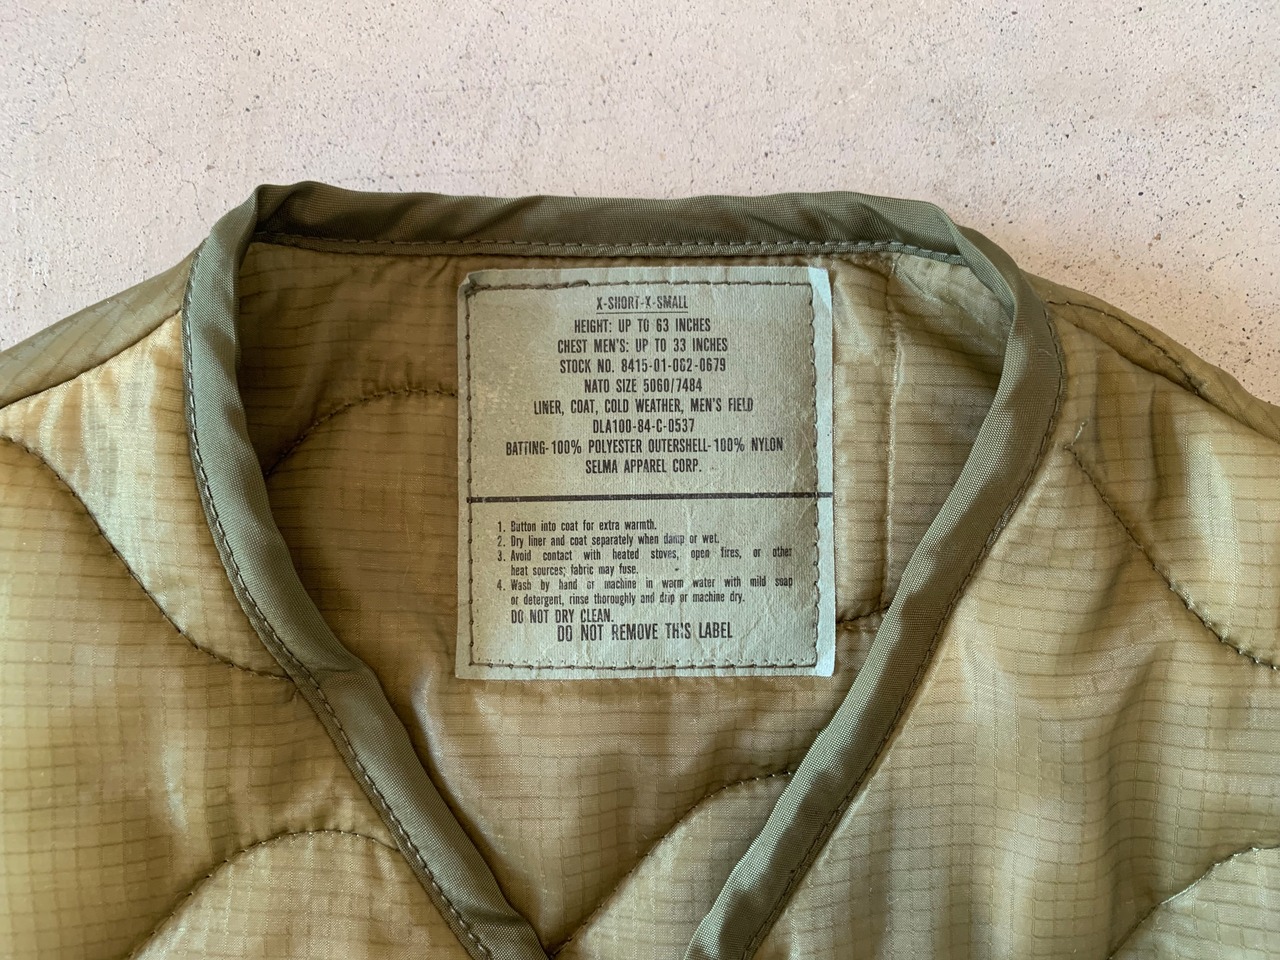 X-SHORT-X-SMALL
HEIGHT: UP TO 63 INCHES
CHEST MEN'S: UP TO 33 INCHES
STOCK NO. 8415-01-062-0679
NATO SIZE 5060/7484
LINER, COAT, COLD WEATHER, MEN'S FIELD
DLA100-84-C-0537
BATTING-100% POLYESTER OUTERSHELL-100% NYLON
SELMA APPAREL CORP.
1. Button into coat for extra warmth.
2. Dry liner and coat separately when damp or wet.
3. Avoid contact with heated stoves, open fires, or other
heat sources; fabric may fuse.
4. Wash by hand or machine in warm water with mild soap
or detergent, rinse thoroughly and drip or machine dry.
DO NOT DRY CLEAN.
DO NOT REMOVE THIS LABEL